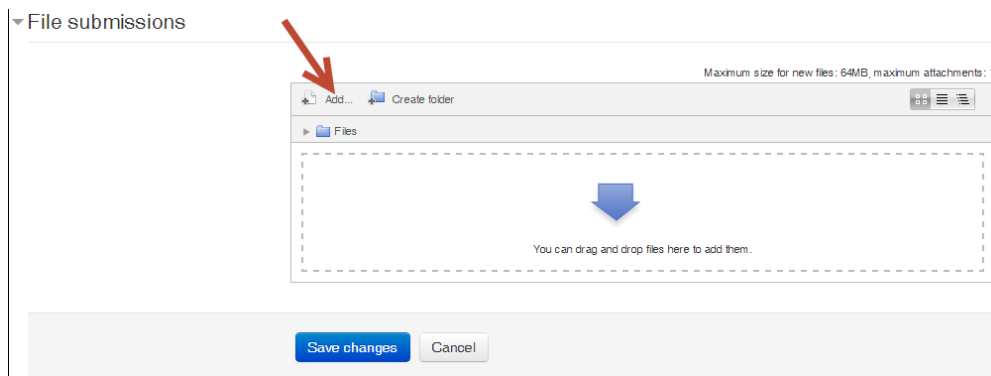 File submissions
Maximum size for new files: 64MB, maximum attachments:
Add... Create folder
Files
You can drag and drop files here to add them.
Save changes Cancel